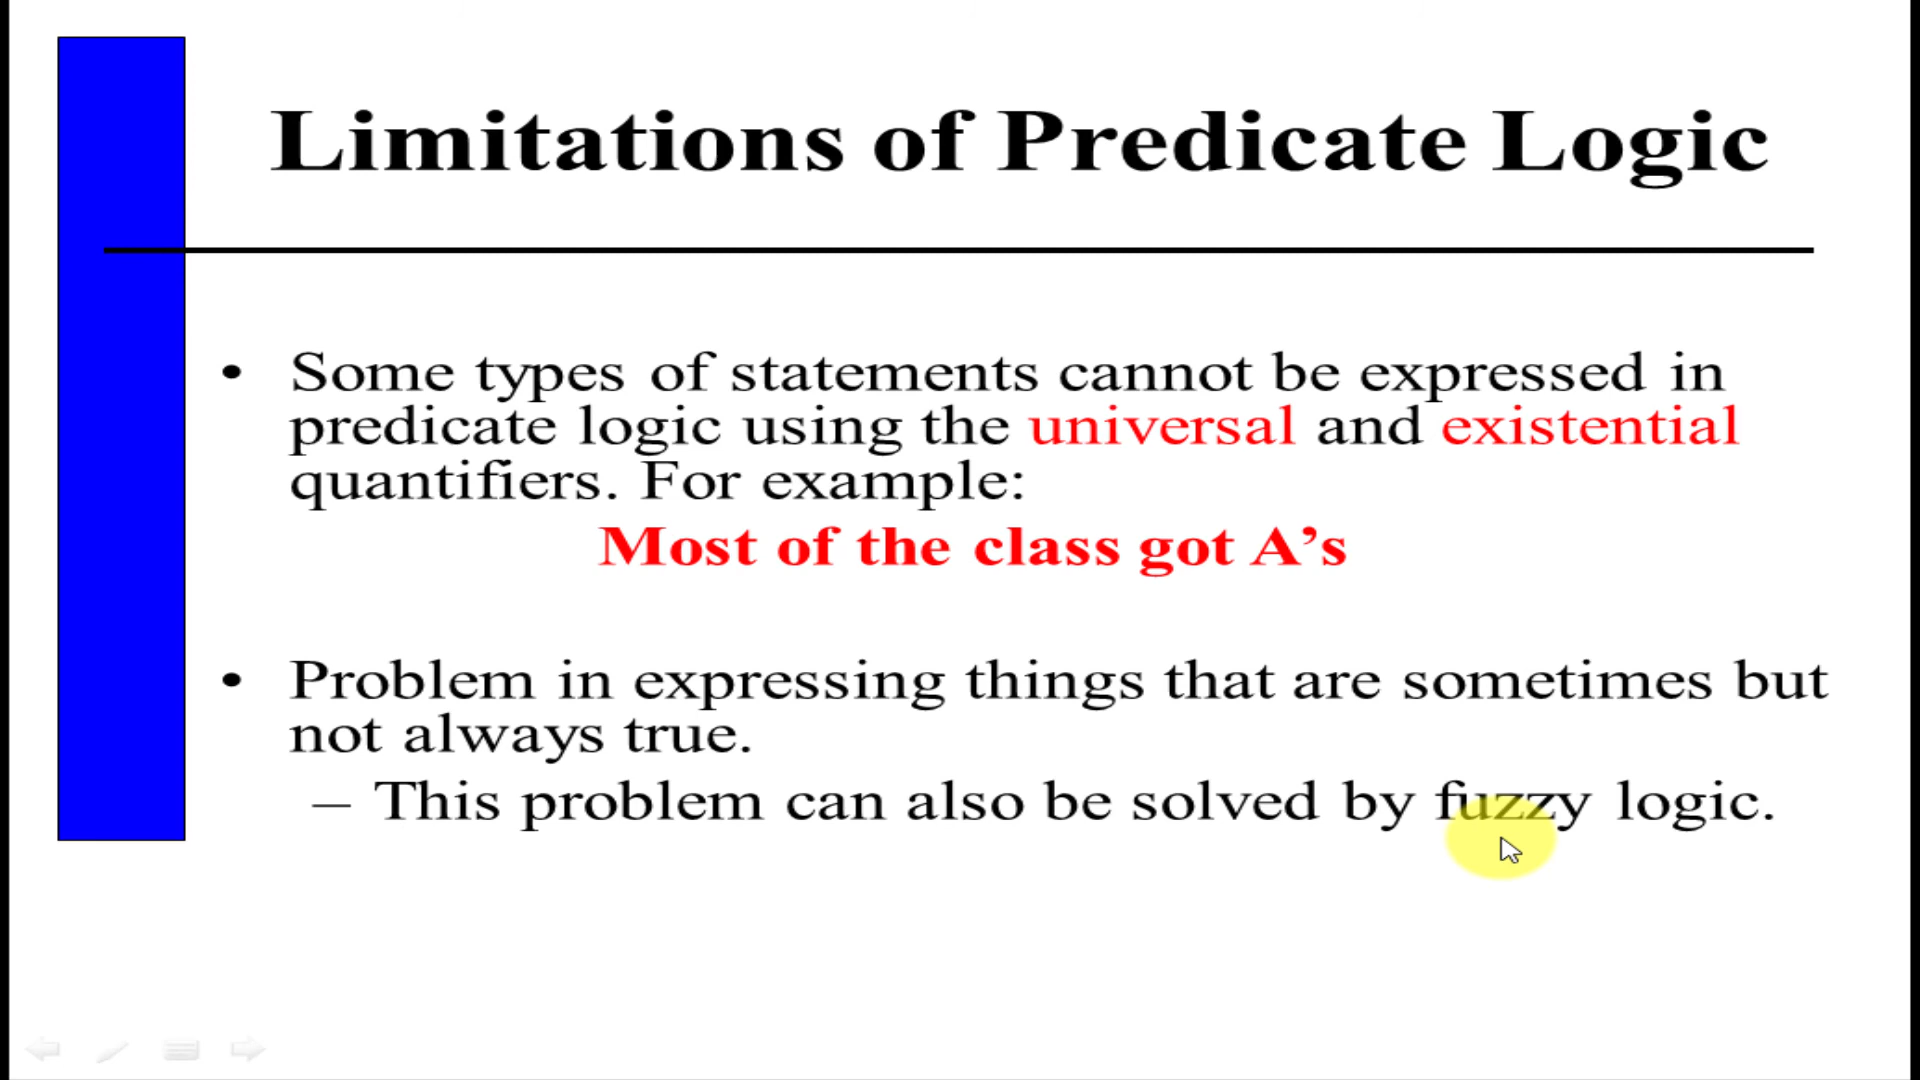 Limitations of Predicate Logic
• Some types of statements cannot be expressed in
predicate logic using the universal and existential
quantifiers. For example:
Most of the class got A’s
• Problem in expressing things that are sometimes but
not always true.
– This problem can also be solved by fuzzy logic.